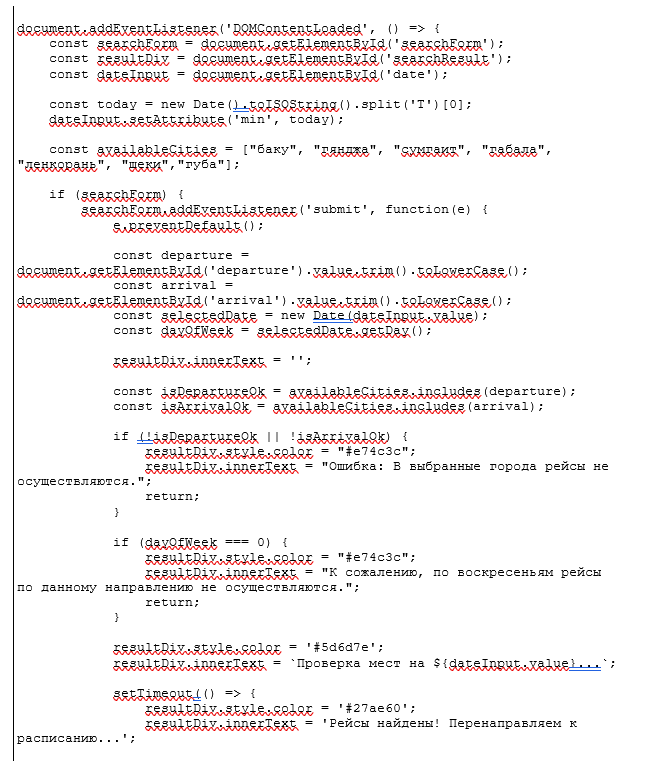 document.addEventListener('DOMContentLoaded', () => {
    const searchForm = document.getElementById('searchForm');
    const resultDiv = document.getElementById('searchResult');
    const dateInput = document.getElementById('date');

    const today = new Date().toISOString().split('T')[0];
    dateInput.setAttribute('min', today);

    const availableCities = ["баку", "гянджа", "сумгаит", "габала",
"ленкорань", "шеки","губа"];

    if (searchForm) {
        searchForm.addEventListener('submit', function(e) {
            e.preventDefault();

            const departure =
document.getElementById('departure').value.trim().toLowerCase();
            const arrival =
document.getElementById('arrival').value.trim().toLowerCase();
            const selectedDate = new Date(dateInput.value);
            const dayOfWeek = selectedDate.getDay();

            resultDiv.innerText = '';

            const isDepartureOk = availableCities.includes(departure);
            const isArrivalOk = availableCities.includes(arrival);

            if (!isDepartureOk || !isArrivalOk) {
                resultDiv.style.color = "#e74c3c";
                resultDiv.innerText = "Ошибка: В выбранные города рейсы не
осуществляются.";
                return;
            }

            if (dayOfWeek === 0) {
                resultDiv.style.color = "#e74c3c";
                resultDiv.innerText = "К сожалению, по воскресеньям рейсы
по данному направлению не осуществляются.";
                return;
            }

            resultDiv.style.color = '#5d6d7e';
            resultDiv.innerText = `Проверка мест на ${dateInput.value}...`;

            setTimeout(() => {
                resultDiv.style.color = '#27ae60';
                resultDiv.innerText = 'Рейсы найдены! Перенаправляем к
расписанию...';